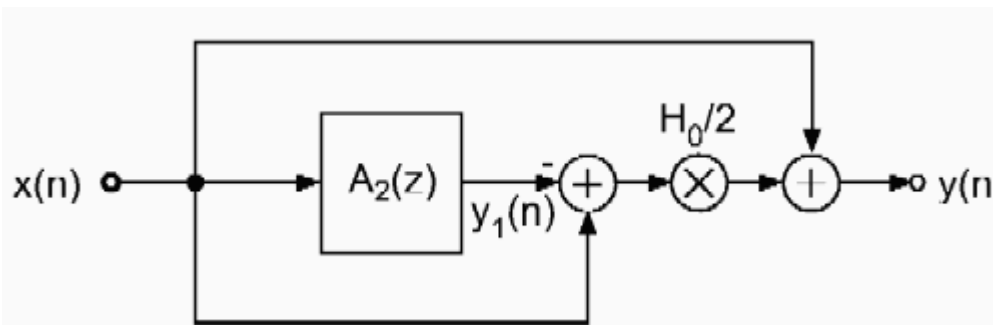 H₀/2
x(n)
A₂(z)
-
+
×
+
y(n
y₁(n)